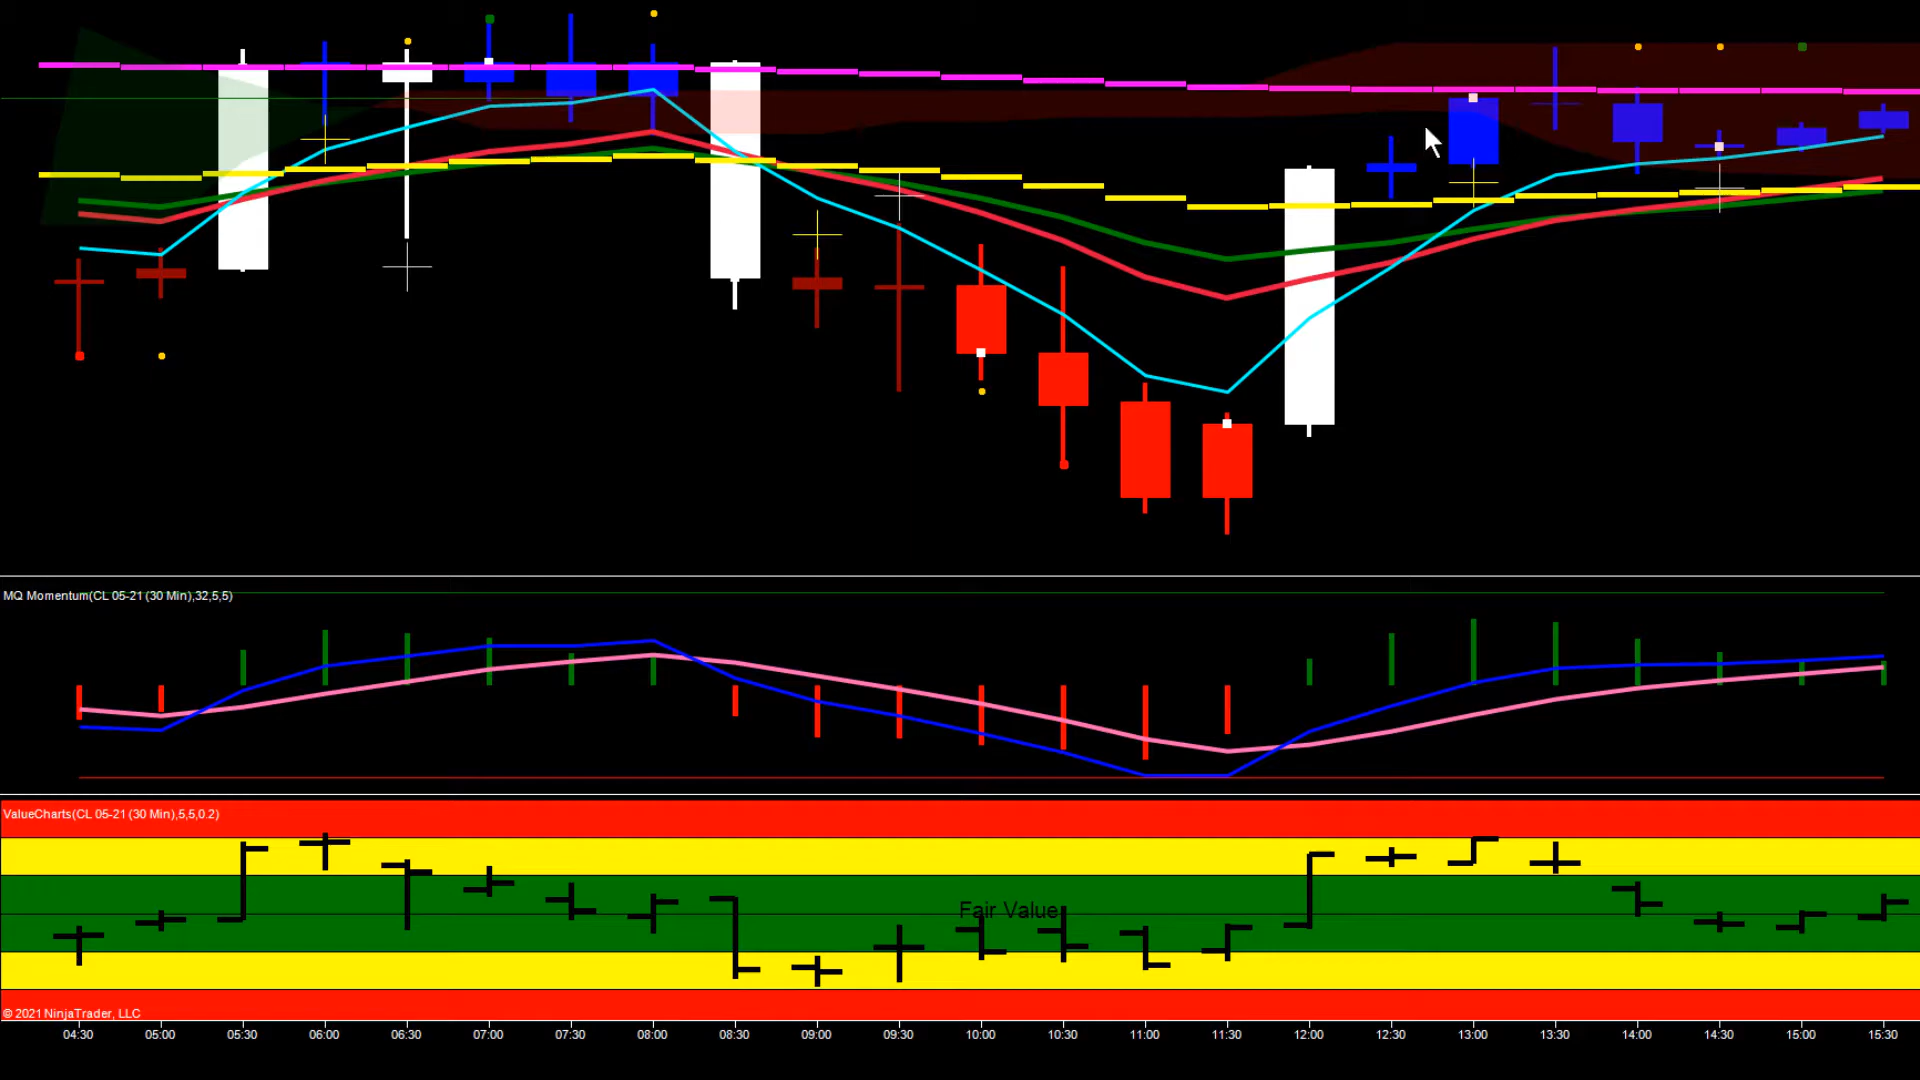 MQ Momentum(CL 05-21 (30 Min),32,5,5)
ValueCharts(CL 05-21 (30 Min),5,5,0.2)
Fair Value
© 2021 NinjaTrader, LLC
04:30 05:00 05:30 06:00 06:30 07:00 07:30 08:00 08:30 09:00 09:30 10:00 10:30 11:00 11:30 12:00 12:30 13:00 13:30 14:00 14:30 15:00 15:30